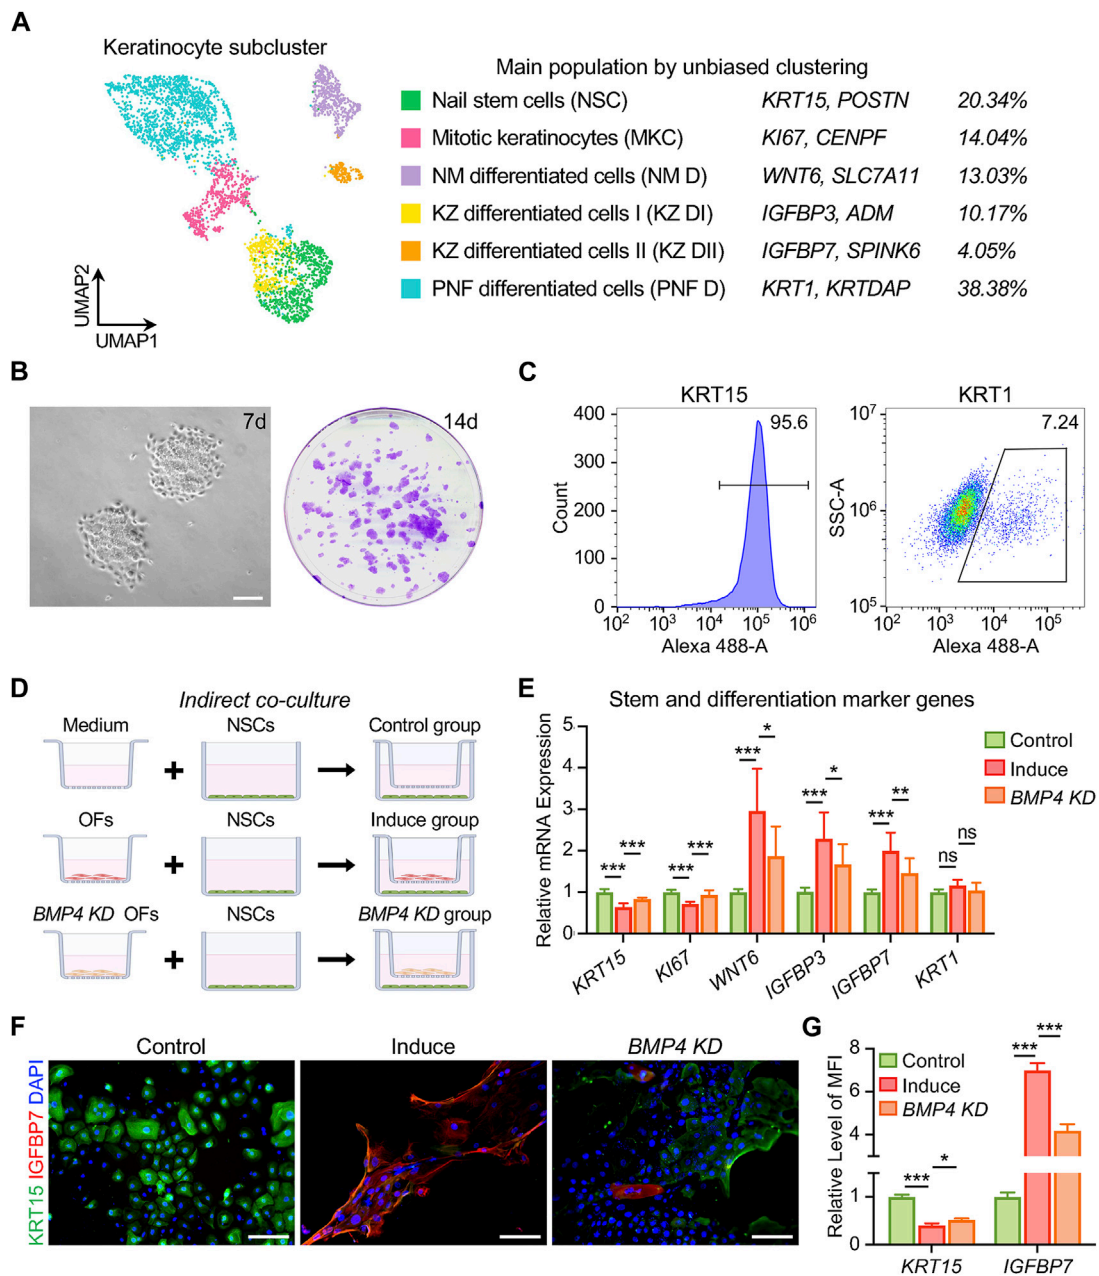 A
Keratinocyte subcluster
Main population by unbiased clustering
Nail stem cells (NSC) KRT15, POSTN 20.34%
Mitotic keratinocytes (MKC) KI67, CENPF 14.04%
NM differentiated cells (NM D) WNT6, SLC7A11 13.03%
KZ differentiated cells I (KZ DI) IGFBP3, ADM 10.17%
KZ differentiated cells II (KZ DII) IGFBP7, SPINK6 4.05%
PNF differentiated cells (PNF D) KRT1, KRTDAP 38.38%
UMAP2
UMAP1
B
7d
14d
C
KRT15
95.6
Count
400
300
200
100
0
10² 10³ 10⁴ 10⁵ 10⁶
Alexa 488-A
KRT1
7.24
SSC-A
10⁷
10⁶
10⁵
10² 10³ 10⁴ 10⁵
Alexa 488-A
D
Indirect co-culture
Medium NSCs Control group
+
OFs NSCs Induce group
+
BMP4 KD OFs NSCs BMP4 KD group
+
E
Stem and differentiation marker genes
Relative mRNA Expression
5
4
3
2
1
0
*** *** *** *** *** * *** * *** ** ns ns
Control
Induce
BMP4 KD
KRT15 KI67 WNT6 IGFBP3 IGFBP7 KRT1
F
Control Induce BMP4 KD
KRT15 IGFBP7 DAPI
G
Relative Level of MFI
8
6
4
1
0
Control
Induce
BMP4 KD
*** * *** ***
KRT15 IGFBP7